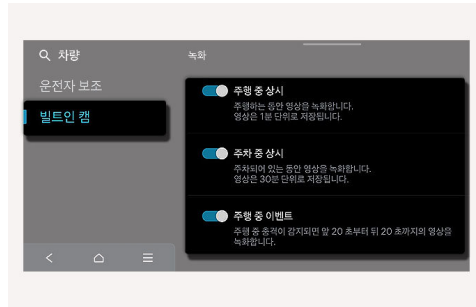 차량
녹화
운전자 보조
빌트인 캠
주행 중 상시
주행하는 동안 영상을 녹화합니다.
영상은 1분 단위로 저장됩니다.
주차 중 상시
주차되어 있는 동안 영상을 녹화합니다.
영상은 30분 단위로 저장됩니다.
주행 중 이벤트
주행 중 충격이 감지되면 앞 20 초부터 뒤 20 초까지의 영상을
녹화합니다.